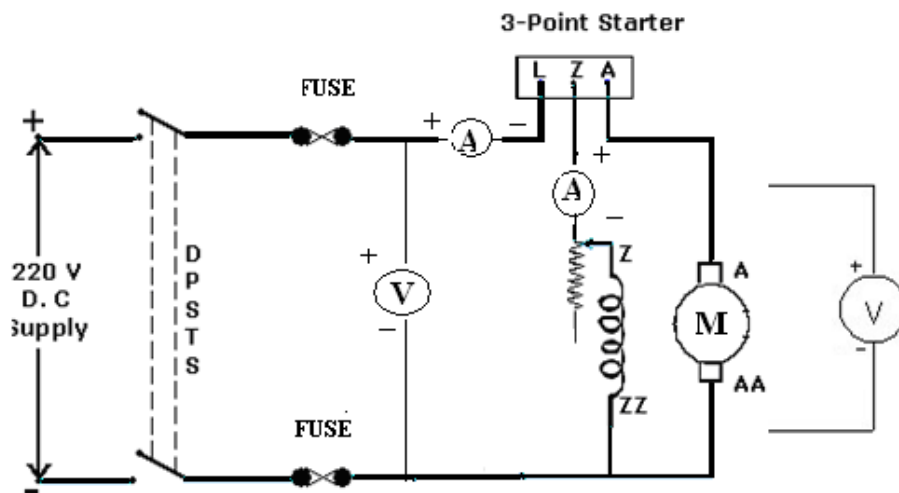 3-Point Starter
L Z A
FUSE
+
+ A -
+
A
-
220 V
D. C
Supply
D
P
S
T
S
+
V
-
Z
ZZ
A
M
AA
+
V
-
FUSE
-